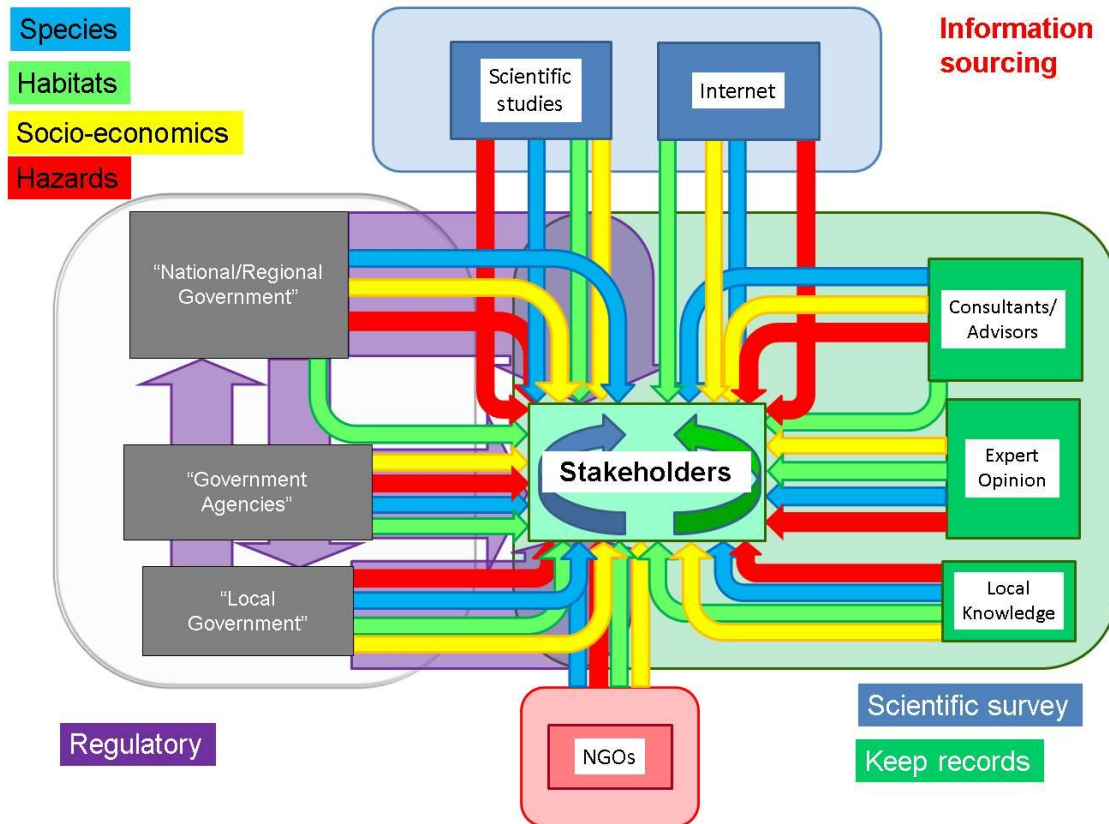 Species
Habitats
Socio-economics
Hazards
Information
sourcing
Scientific
studies
Internet
“National/Regional
Government”
Consultants/
Advisors
“Government
Agencies”
Stakeholders
Expert
Opinion
“Local
Government”
Local
Knowledge
NGOs
Regulatory
Scientific survey
Keep records